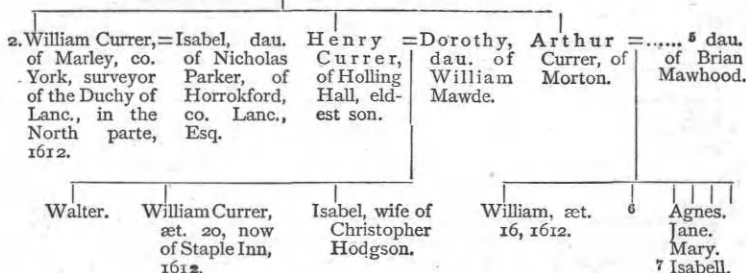 2. William Currer,
of Marley, co.
York, surveyor
of the Duchy of
Lanc., in the
North parte,
1612.
= Isabel, dau.
of Nicholas
Parker, of
Horrokford,
co. Lanc.,
Esq.
Henry
Currer,
of Holling
Hall, eld-
est son.
= Dorothy,
dau. of
William
Mawde.
Arthur
Currer, of
Morton.
= ...... 5 dau.
of Brian
Mawhood.
Walter.
William Currer,
æt. 20, now
of Staple Inn,
1612.
Isabel, wife of
Christopher
Hodgson.
William, æt.
16, 1612.
6
Agnes.
Jane.
Mary.
7 Isabell.